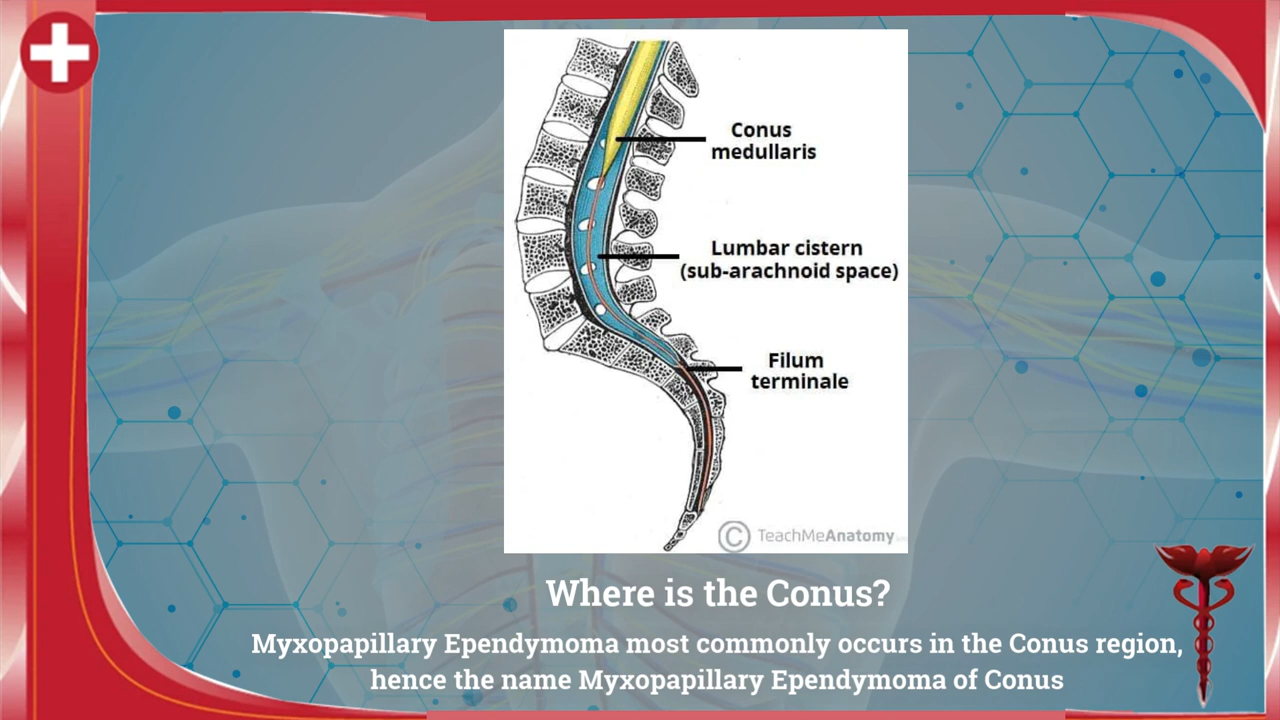 Conus
medullaris
Lumbar cistern
(sub-arachnoid space)
Filum
terminale
© TeachMeAnatomy
Where is the Conus?
Myxopapillary Ependymoma most commonly occurs in the Conus region,
hence the name Myxopapillary Ependymoma of Conus